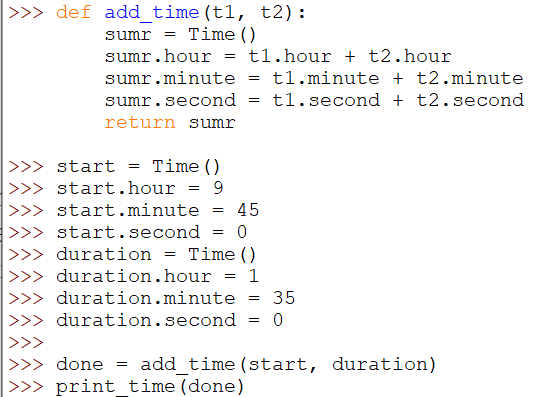 >>> def add_time(t1, t2):
        sumr = Time()
        sumr.hour = t1.hour + t2.hour
        sumr.minute = t1.minute + t2.minute
        sumr.second = t1.second + t2.second
        return sumr

>>> start = Time()
>>> start.hour = 9
>>> start.minute = 45
>>> start.second = 0
>>> duration = Time()
>>> duration.hour = 1
>>> duration.minute = 35
>>> duration.second = 0
>>>
>>> done = add_time(start, duration)
>>> print_time(done)